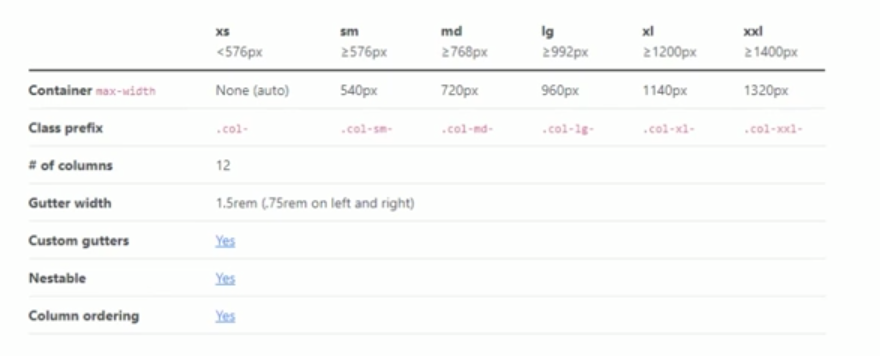 xs sm md lg xl xxl
<576px ≥576px ≥768px ≥992px ≥1200px ≥1400px
Container max-width None (auto) 540px 720px 960px 1140px 1320px
Class prefix .col- .col-sm- .col-md- .col-lg- .col-xl- .col-xxl-
# of columns 12
Gutter width 1.5rem (.75rem on left and right)
Custom gutters Yes
Nestable Yes
Column ordering Yes